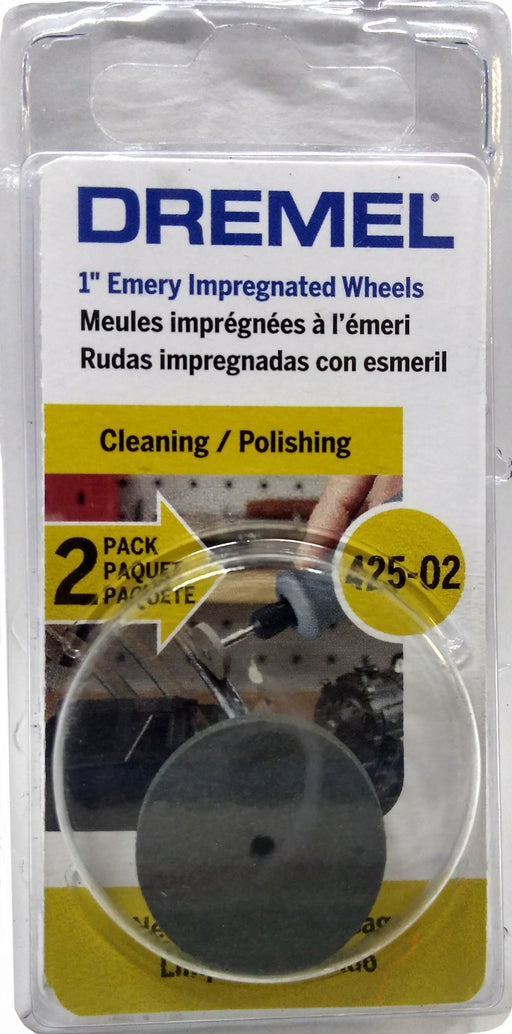 DREMEL®
1" Emery Impregnated Wheels
Meules imprégnées à l'émeri
Rudas impregnadas con esmeril
Cleaning / Polishing
2 PACK
PAQUET
PAQUETE
425-02